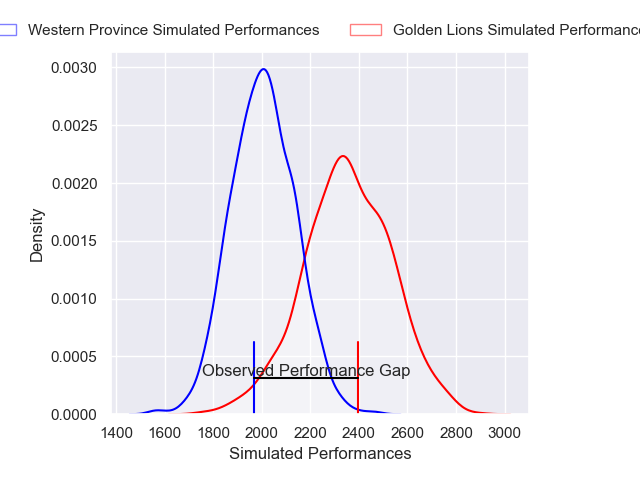 Western Province Simulated Performances Golden Lions Simulated Performance
0.0030
0.0025
0.0020
0.0015
0.0010
0.0005
0.0000
Density
Observed Performance Gap
1400 1600 1800 2000 2200 2400 2600 2800 3000
Simulated Performances